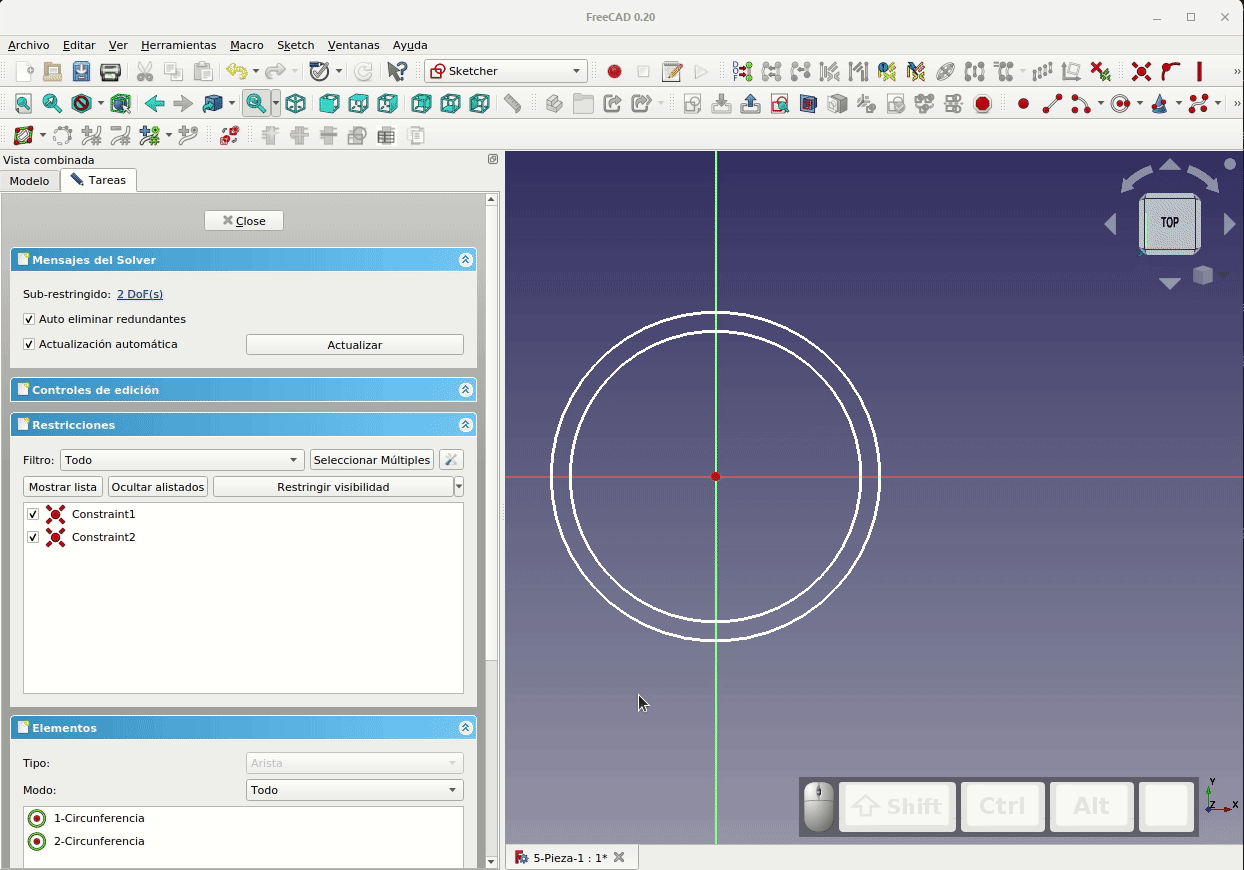 FreeCAD 0.20
Archivo Editar Ver Herramientas Macro Sketch Ventanas Ayuda
Sketcher
Vista combinada
Modelo Tareas
Close
Mensajes del Solver
Sub-restringido: 2 DoF(s)
Auto eliminar redundantes
Actualización automática Actualizar
Controles de edición
Restricciones
Filtro: Todo Seleccionar Múltiples
Mostrar lista Ocultar alistados Restringir visibilidad
Constraint1
Constraint2
Elementos
Tipo: Arista
Modo: Todo
1-Circunferencia
2-Circunferencia
TOP
Shift Ctrl Alt
Y
Z X
5-Pieza-1 : 1*